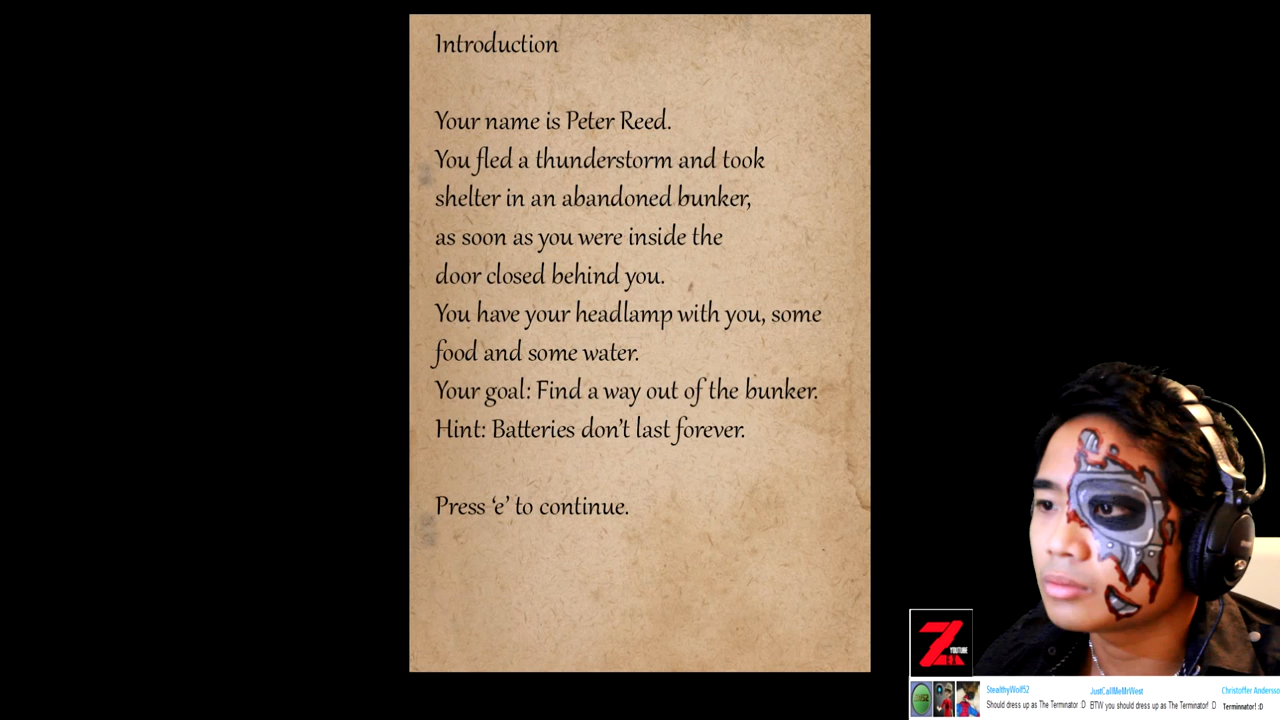 Introduction
Your name is Peter Reed.
You fled a thunderstorm and took
shelter in an abandoned bunker,
as soon as you were inside the
door closed behind you.
You have your headlamp with you, some
food and some water.
Your goal: Find a way out of the bunker.
Hint: Batteries don't last forever.
Press ‘e’ to continue.
YOUTUBE
StealthyWolf52
Should dress up as The Terminator :D
JustCallMeMrWest
BTW you should dress up as The Terminator! :D
Christoffer Anderss
Terminnator! :D